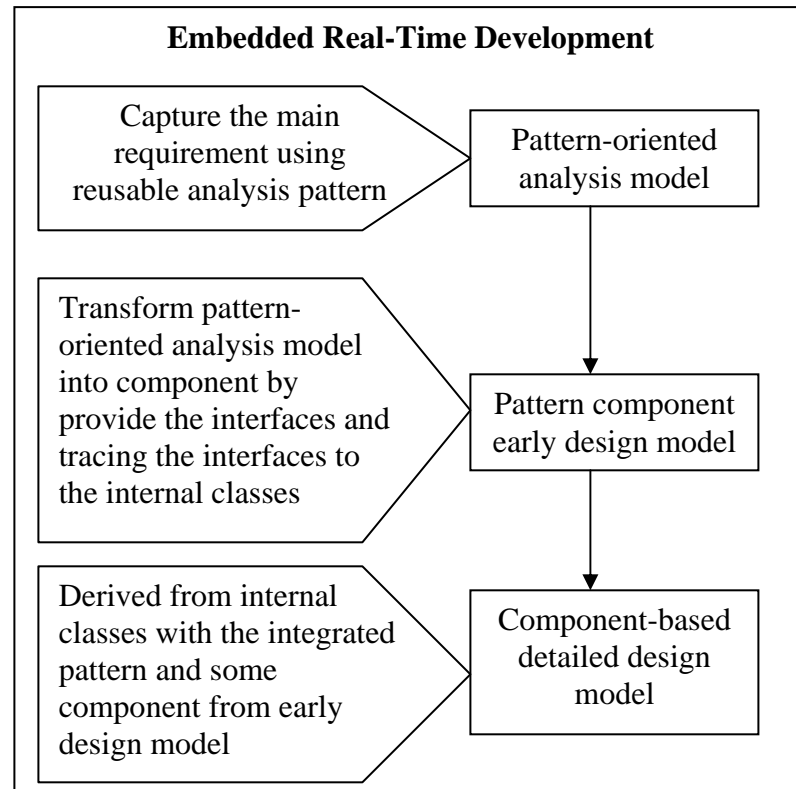 Embedded Real-Time Development
Capture the main
requirement using
reusable analysis pattern
Pattern-oriented
analysis model
Transform pattern-
oriented analysis model
into component by
provide the interfaces and
tracing the interfaces to
the internal classes
Pattern component
early design model
Derived from internal
classes with the integrated
pattern and some
component from early
design model
Component-based
detailed design
model